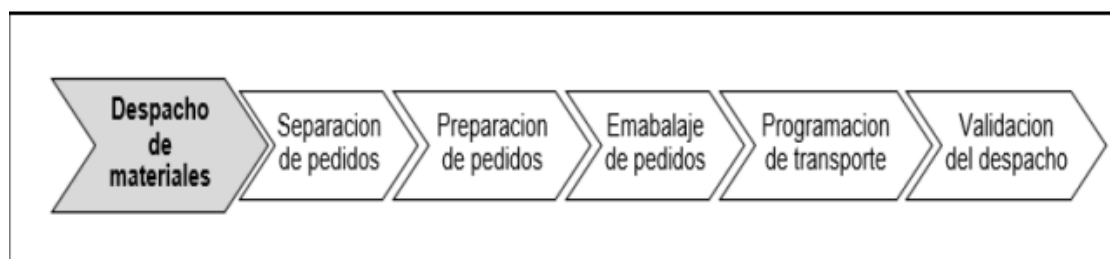 Despacho
de
materiales
Separacion
de pedidos
Preparacion
de pedidos
Emabalaje
de pedidos
Programacion
de transporte
Validacion
del despacho